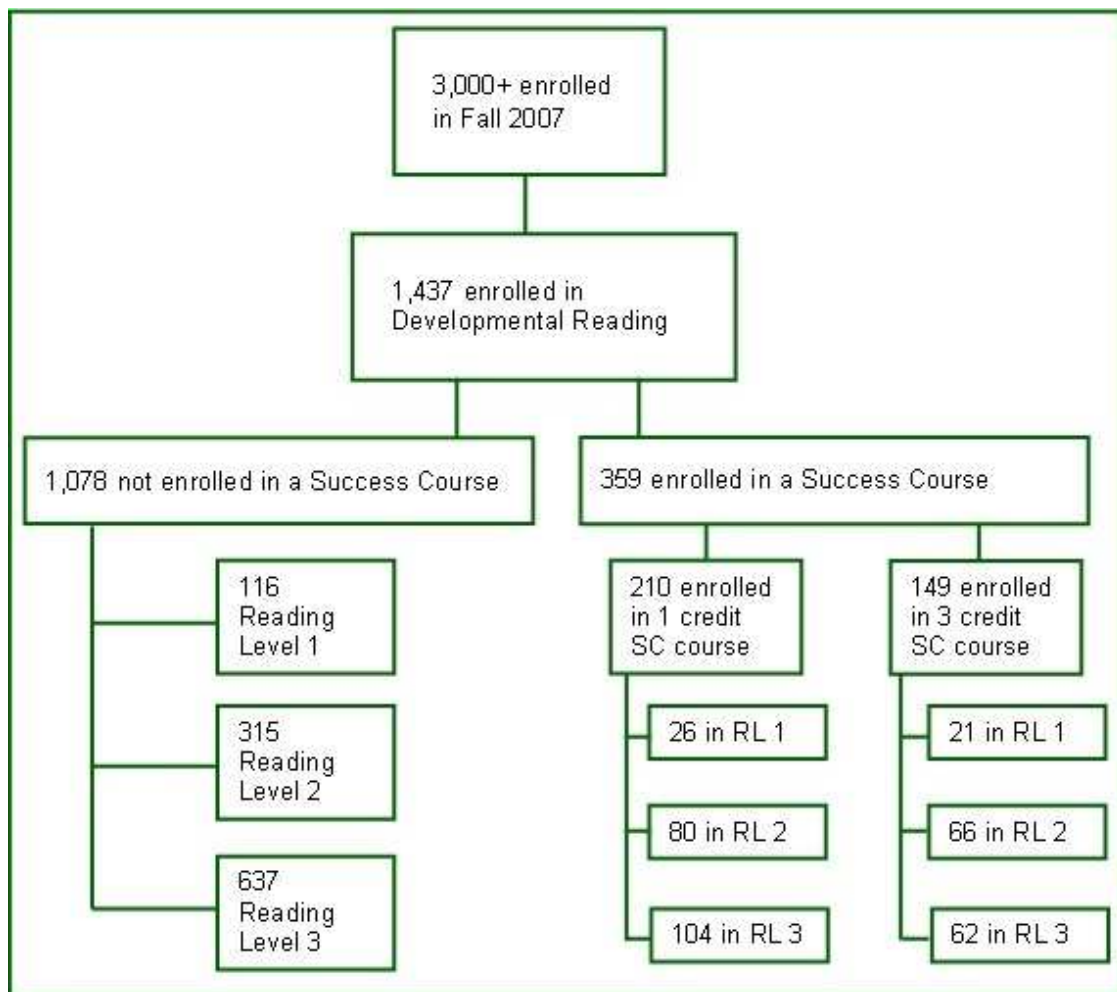 3,000+ enrolled
in Fall 2007
1,437 enrolled in
Developmental Reading
1,078 not enrolled in a Success Course
359 enrolled in a Success Course
116
Reading
Level 1
315
Reading
Level 2
637
Reading
Level 3
210 enrolled
in 1 credit
SC course
26 in RL 1
80 in RL 2
104 in RL 3
149 enrolled
in 3 credit
SC course
21 in RL 1
66 in RL 2
62 in RL 3